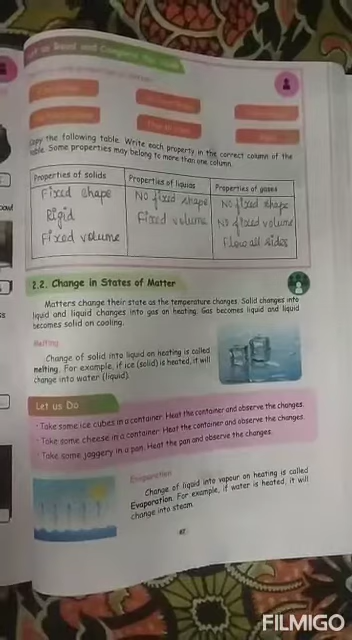 Let us Read and Complete the Table
Copy the following table. Write each property in the correct column of the
table. Some properties may belong to more than one column.
Properties of solids Properties of liquids Properties of gases
Fixed shape No fixed shape No fixed shape
Rigid Fixed volume No fixed volume
Fixed volume Flow all sides
2.2. Change in States of Matter
Matters change their state as the temperature changes. Solid changes into
liquid and liquid changes into gas on heating. Gas becomes liquid and liquid
becomes solid on cooling.
Melting
Change of solid into liquid on heating is called
melting. For example, if ice (solid) is heated, it will
change into water (liquid).
Let us Do
• Take some ice cubes in a container. Heat the container and observe the changes.
• Take some cheese in a container. Heat the container and observe the changes.
• Take some jaggery in a pan. Heat the pan and observe the changes.
Evaporation
Change of liquid into vapour on heating is called
Evaporation. For example, if water is heated, it will
change into steam.
FILMIGO